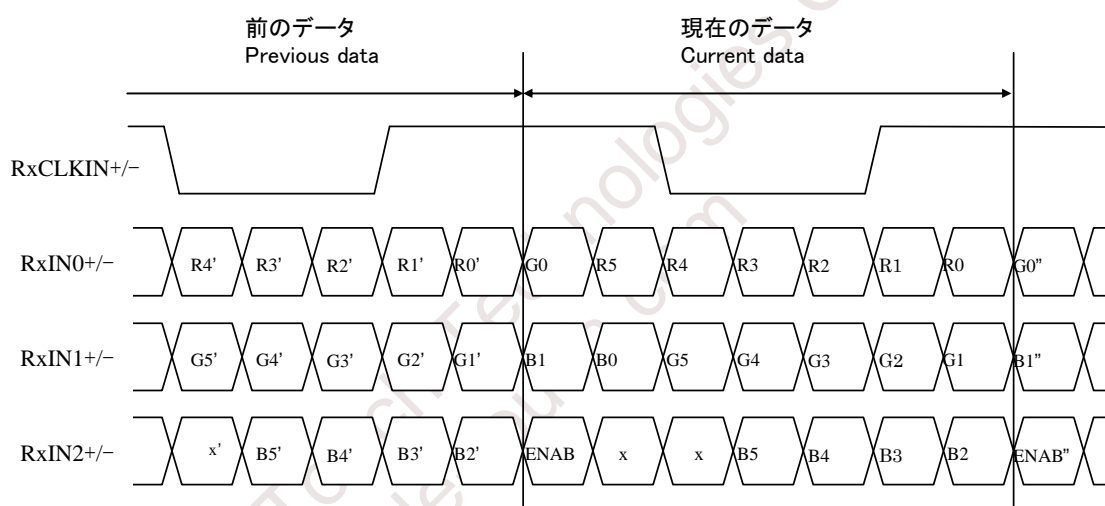 前のデータ
Previous data
現在のデータ
Current data
RxCLKIN+/−
RxIN0+/− R4' R3' R2' R1' R0' G0 R5 R4 R3 R2 R1 R0 G0”
RxIN1+/− G5' G4' G3' G2' G1' B1 B0 G5 G4 G3 G2 G1 B1”
RxIN2+/− x' B5' B4' B3' B2' ENAB x x B5 B4 B3 B2 ENAB”